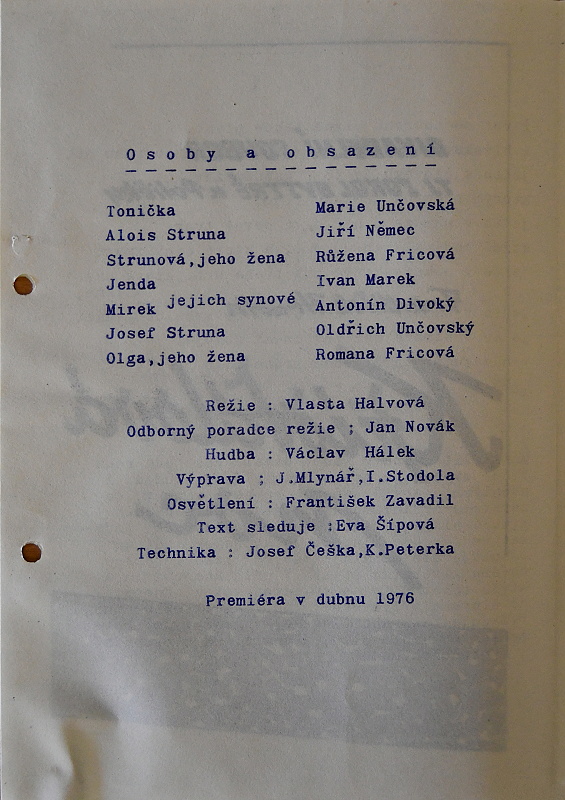 Osoby a obsazení
Tonička Marie Unčovská
Alois Struna Jiří Němec
Strunová,jeho žena Růžena Fricová
Jenda Ivan Marek
jejich synové
Mirek Antonín Divoký
Josef Struna Oldřich Unčovský
Olga,jeho žena Romana Fricová
Režie : Vlasta Halvová
Odborný poradce režie ; Jan Novák
Hudba : Václav Hálek
Výprava ; J.Mlynář,I.Stodola
Osvětlení : František Zavadil
Text sleduje :Eva Šípová
Technika : Josef Češka,K.Peterka
Premiéra v dubnu 1976